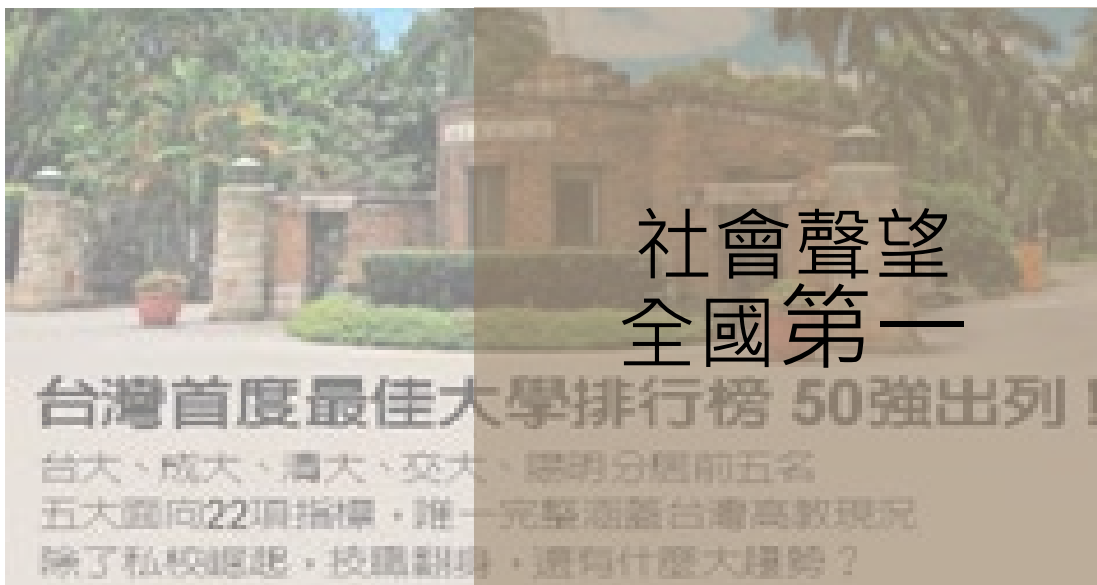 社會聲望
全國第一
台灣首度最佳大學排行榜 50強出列！
台大、成大、清大、交大、陽明分居前五名
五大面向22項指標，唯一完整涵蓋台灣高教現況
除了私校崛起，技職翻身，還有什麼大趨勢？